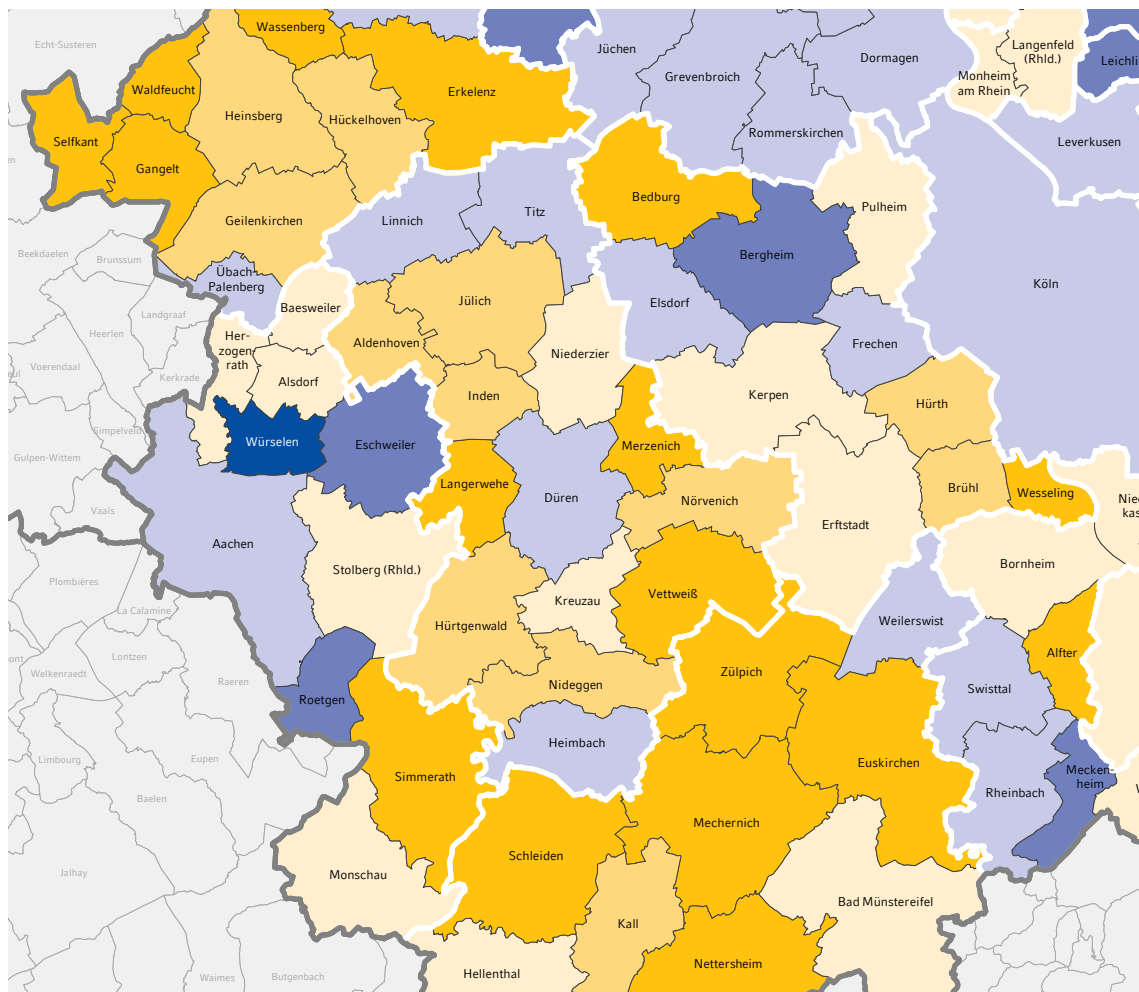 Echt-Susteren
Wassenberg
Jüchen
Dormagen
Langenfeld
(Rhld.)
Monheim
am Rhein
Leichli
Grevenbroich
Waldfeucht
Erkelenz
Heinsberg
Hückelhoven
Rommerskirchen
Leverkusen
Selfkant
Gangelt
en
Bedburg
Pulheim
Linnich
Titz
Geilenkirchen
Beekdaelen
Brunssum
Bergheim
Übach-
Palenberg
Köln
Elsdorf
Jülich
Baesweiler
Landgraaf
Heerlen
Her-
zogen-
rath
Aldenhoven
Niederzier
Frechen
Voerendaal
eul
Kerkrade
Alsdorf
Inden
Kerpen
Hürth
Simpelveld
Würselen
Eschweiler
Merzenich
Gulpen-Wittem
Langerwehe
Düren
Nörvenich
Brühl
Wesseling
Nied
kas
Vaals
Aachen
Erftstadt
Stolberg (Rhld.)
Bornheim
Plombières
Kreuzau
Vettweiß
La Calamine
Hürtgenwald
Weilerswist
Lontzen
mont
Welkenraedt
Raeren
Alfter
Zülpich
Nideggen
Swisttal
Roetgen
Heimbach
Limbourg
Eupen
Simmerath
Euskirchen
Mecken-
heim
Rheinbach
Baelen
Mechernich
Schleiden
Jalhay
Monschau
Bad Münstereifel
Kall
Nettersheim
Hellenthal
Waimes
Butgenbach